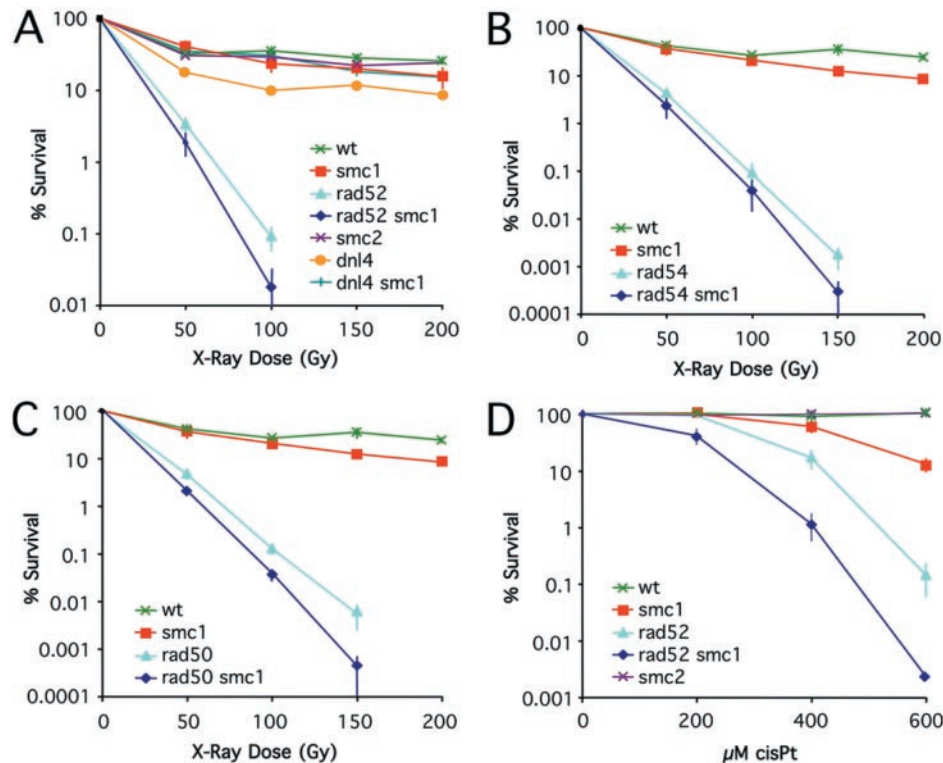 A
% Survival
100
10
1
0.1
0.01
0
50
100
150
200
X-Ray Dose (Gy)
wt
smc1
rad52
rad52 smc1
smc2
dnl4
dnl4 smc1
B
% Survival
100
10
1
0.1
0.01
0.001
0.0001
0
50
100
150
200
X-Ray Dose (Gy)
wt
smc1
rad54
rad54 smc1
C
% Survival
100
10
1
0.1
0.01
0.001
0.0001
0
50
100
150
200
X-Ray Dose (Gy)
wt
smc1
rad50
rad50 smc1
D
% Survival
100
10
1
0.1
0.01
0.001
0
200
400
600
µM cisPt
wt
smc1
rad52
rad52 smc1
smc2